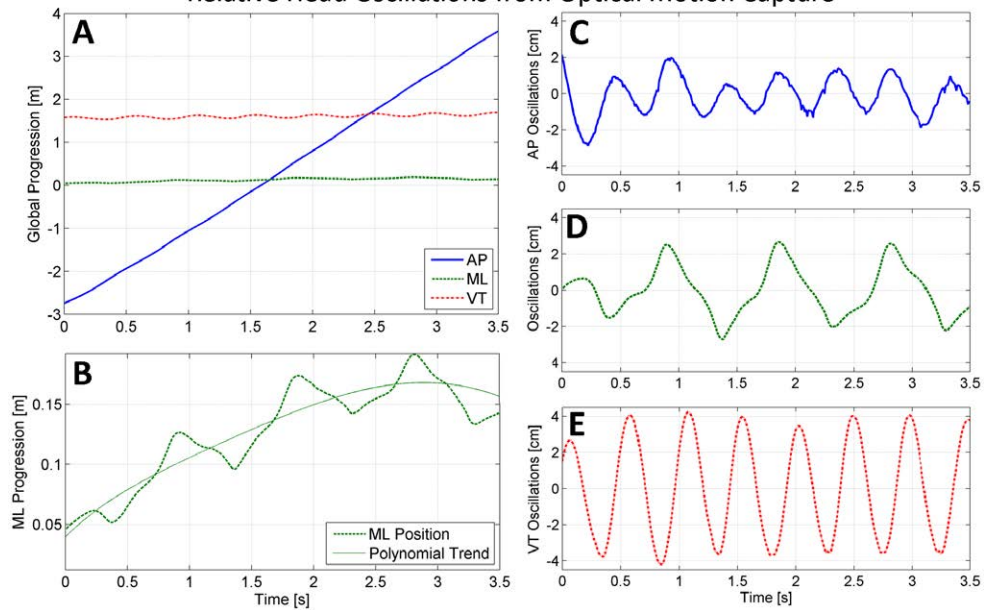 Relative Head Oscillations from Optical Motion Capture
A
Global Progression [m]
4
3
2
1
0
-1
-2
-3
0 0.5 1 1.5 2 2.5 3 3.5
AP
ML
VT
B
ML Progression [m]
0.15
0.1
0.05
0 0.5 1 1.5 2 2.5 3 3.5
Time [s]
ML Position
Polynomial Trend
C
AP Oscillations [cm]
4
2
0
-2
-4
0 0.5 1 1.5 2 2.5 3 3.5
D
Oscillations [cm]
4
2
0
-2
-4
0 0.5 1 1.5 2 2.5 3 3.5
E
VT Oscillations [cm]
4
2
0
-2
-4
0 0.5 1 1.5 2 2.5 3 3.5
Time [s]